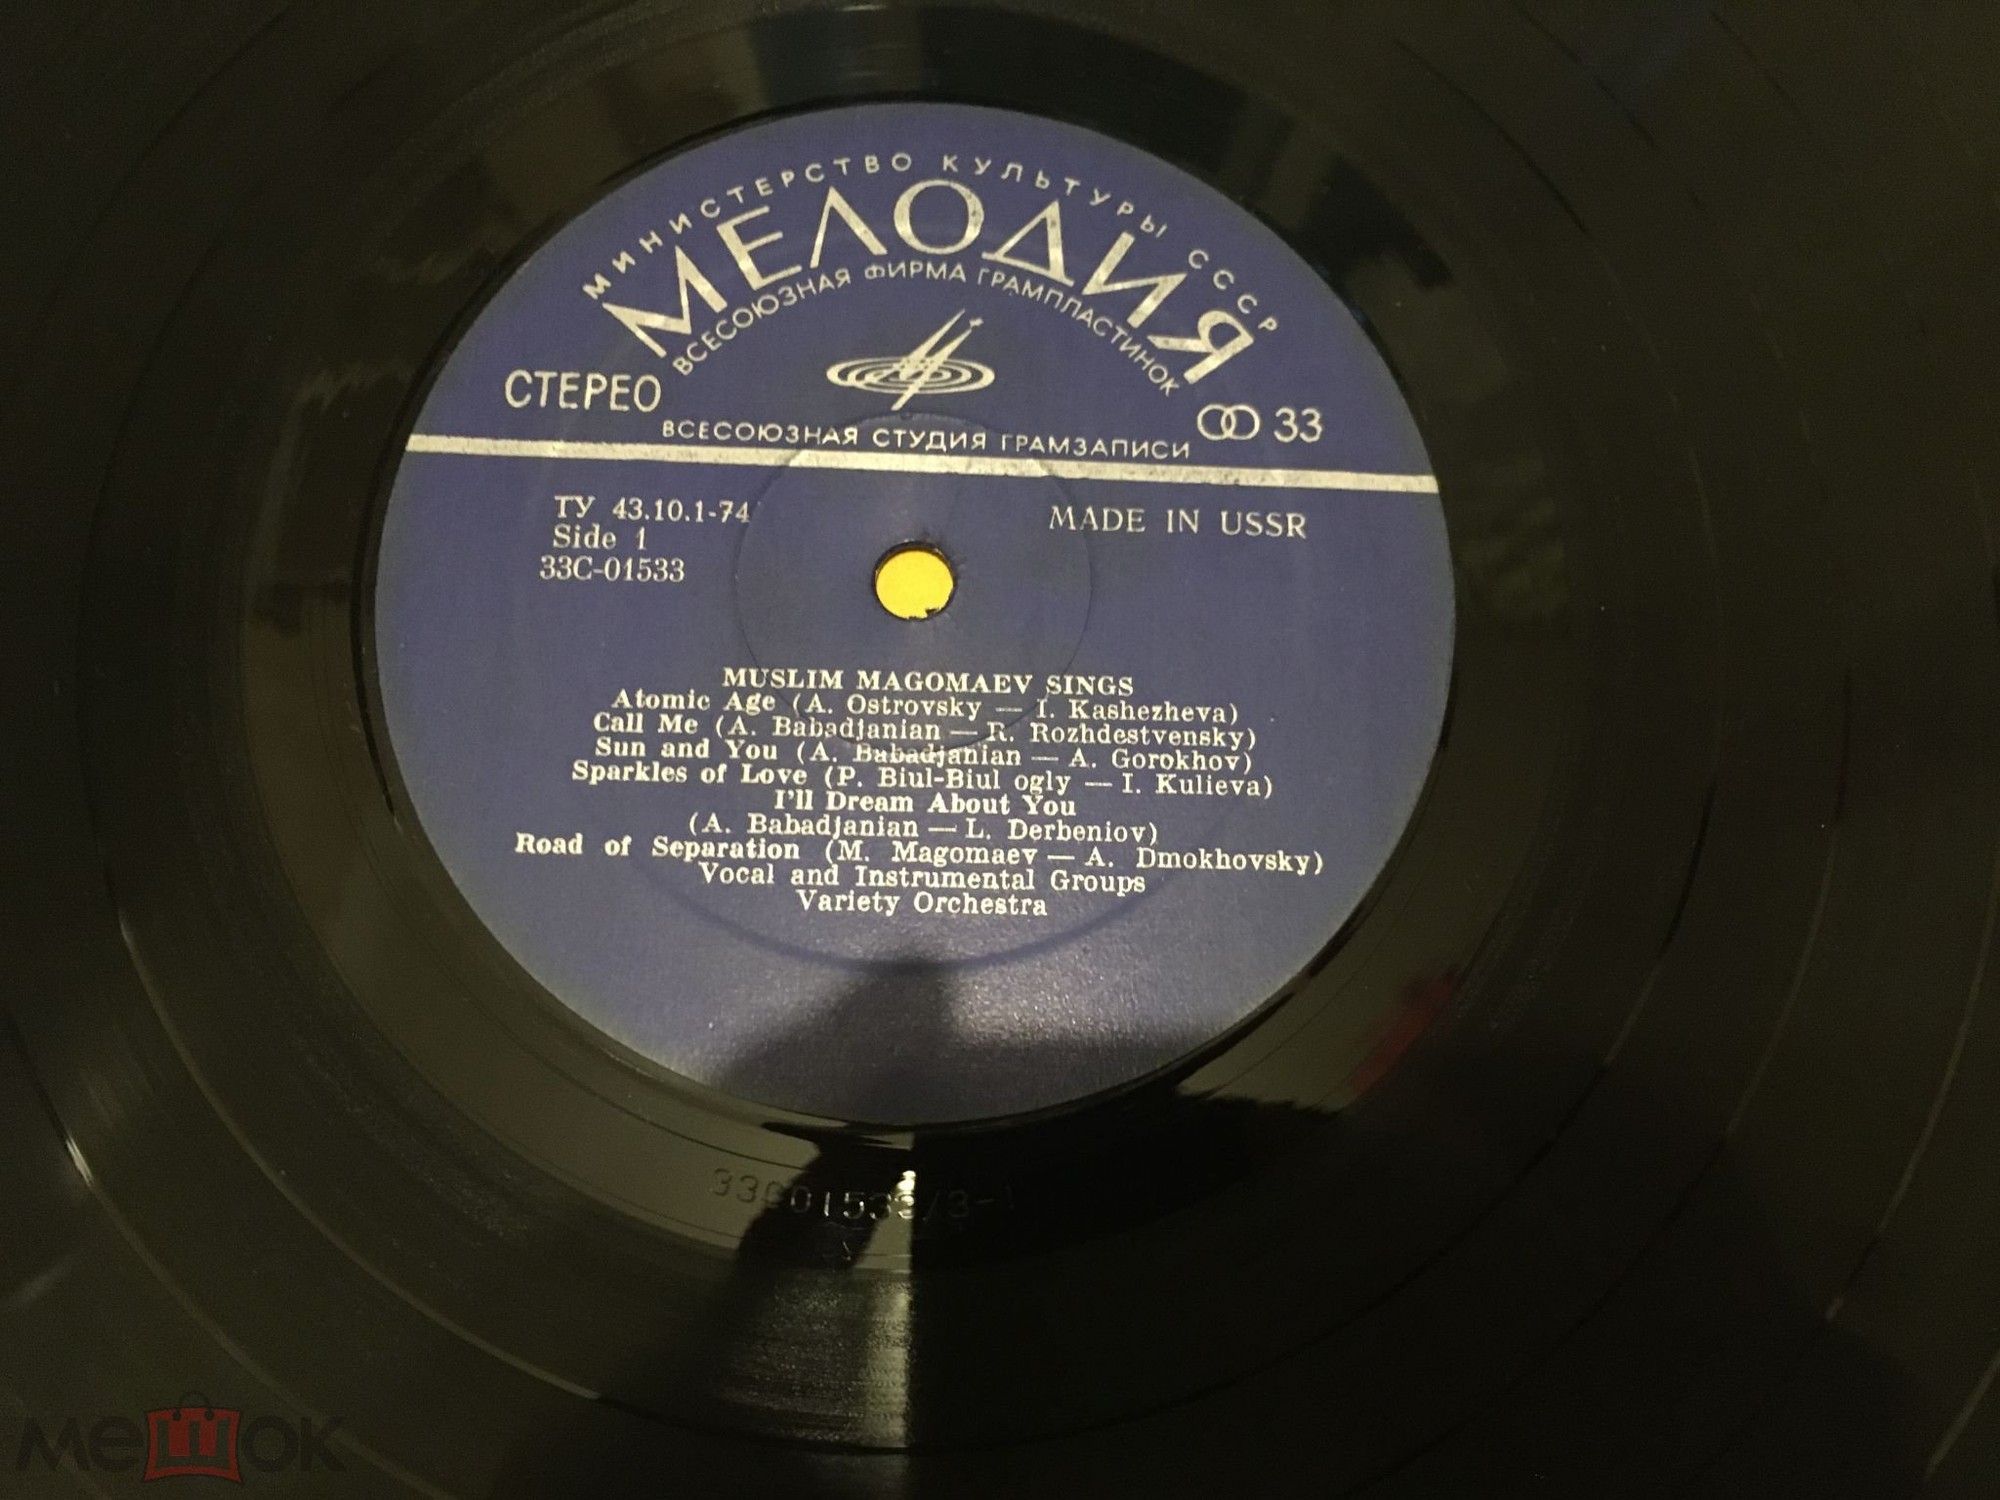 МИНИСТЕРСТВО КУЛЬТУРЫ СССР
МЕЛОДИЯ
ВСЕСОЮЗНАЯ ФИРМА ГРАМПЛАСТИНОК
СТЕРЕО
33
ВСЕСОЮЗНАЯ СТУДИЯ ГРАМЗАПИСИ
ТУ 43.10.1-74
MADE IN USSR
Side 1
33С-01533
MUSLIM MAGOMAEV SINGS
Atomic Age (A. Ostrovsky — I. Kashezheva)
Call Me (A. Babadjanian — R. Rozhdestvensky)
Sun and You (A. Babadjanian — A. Gorokhov)
Sparkles of Love (P. Biul-Biul ogly — I. Kulieva)
I'll Dream About You
(A. Babadjanian — L. Derbeniov)
Road of Separation (M. Magomaev — A. Dmokhovsky)
Vocal and Instrumental Groups
Variety Orchestra
33С01533/3-1
мешок